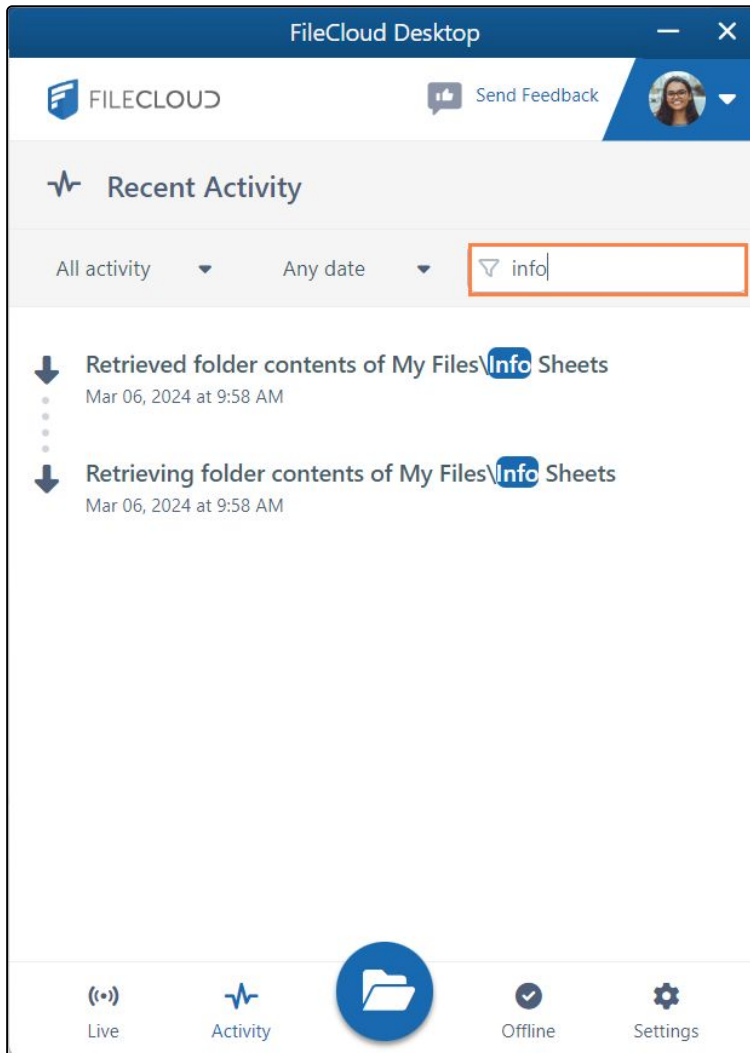 FileCloud Desktop
FILECLOUD
Send Feedback
Recent Activity
All activity
Any date
info
Retrieved folder contents of My Files\Info Sheets
Mar 06, 2024 at 9:58 AM
Retrieving folder contents of My Files\Info Sheets
Mar 06, 2024 at 9:58 AM
Live
Activity
Offline
Settings